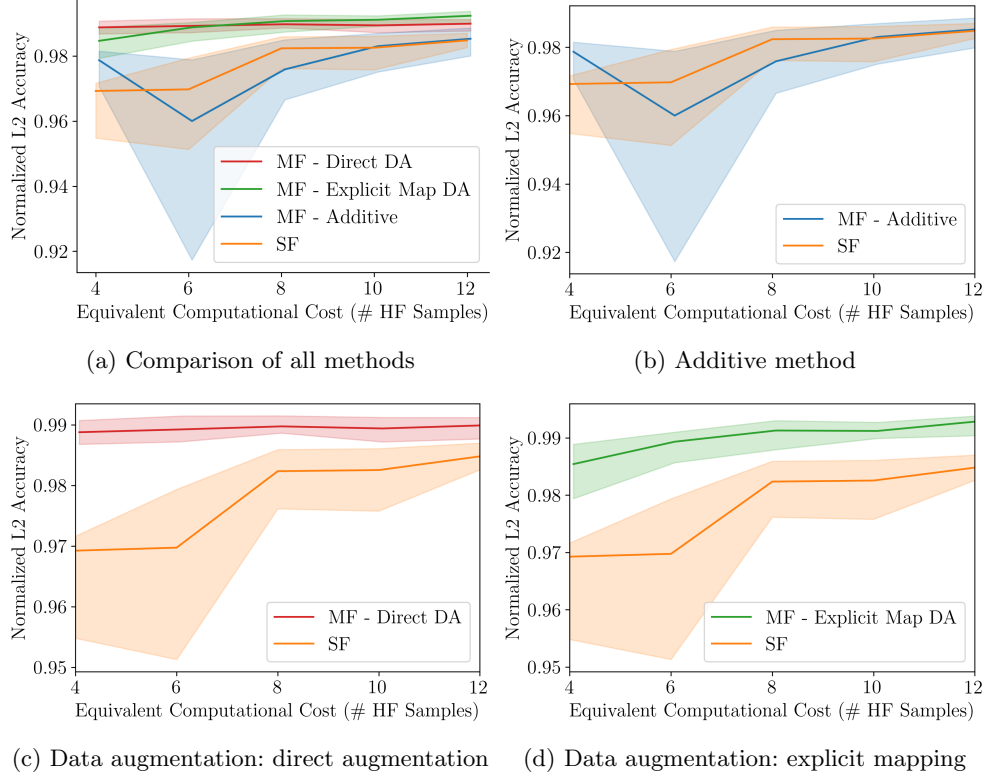 Normalized L2 Accuracy
0.98
0.96
0.94
0.92
MF - Direct DA
MF - Explicit Map DA
MF - Additive
SF
4 6 8 10 12
Equivalent Computational Cost (# HF Samples)
(a) Comparison of all methods
Normalized L2 Accuracy
0.98
0.96
0.94
0.92
MF - Additive
SF
4 6 8 10 12
Equivalent Computational Cost (# HF Samples)
(b) Additive method
Normalized L2 Accuracy
0.99
0.98
0.97
0.96
0.95
MF - Direct DA
SF
4 6 8 10 12
Equivalent Computational Cost (# HF Samples)
(c) Data augmentation: direct augmentation
Normalized L2 Accuracy
0.99
0.98
0.97
0.96
0.95
MF - Explicit Map DA
SF
4 6 8 10 12
Equivalent Computational Cost (# HF Samples)
(d) Data augmentation: explicit mapping